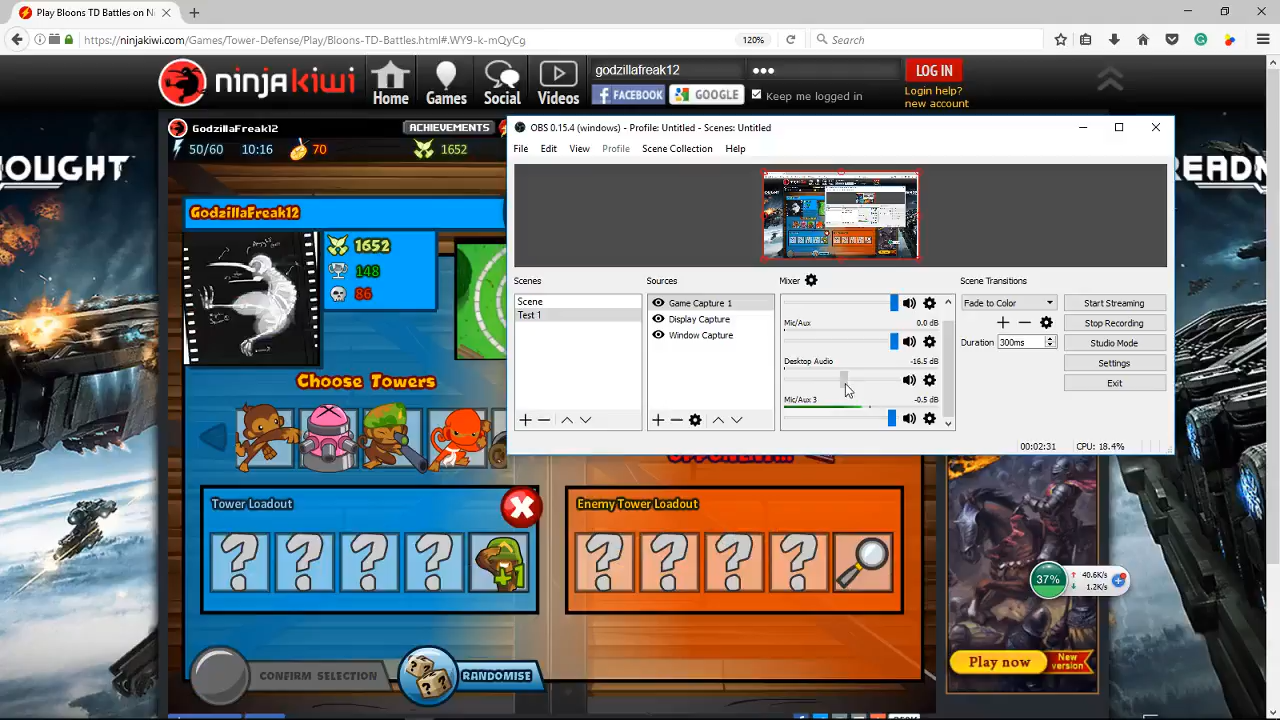 Play Bloons TD Battles on Ni
https://ninjakiwi.com/Games/Tower-Defense/Play/Bloons-TD-Battles.html#.WY9-k-mQyCg
120%
Search
ninjakiwi
Home
Games
Social
Videos
godzillafreak12
LOG IN
FACEBOOK
GOOGLE
Keep me logged in
Login help?
new account
OUGHT
READN
GodzillaFreak12
ACHIEVEMENTS
50/60
10:16
70
1652
GodzillaFreak12
1652
148
86
Choose Towers
OBS 0.15.4 (windows) - Profile: Untitled - Scenes: Untitled
File
Edit
View
Profile
Scene Collection
Help
Scenes
Sources
Mixer
Scene Transitions
Scene
Test 1
Game Capture 1
Display Capture
Window Capture
Mic/Aux
0.0 dB
Desktop Audio
-16.5 dB
Mic/Aux 3
-0.5 dB
Fade to Color
Duration
300ms
Start Streaming
Stop Recording
Studio Mode
Settings
Exit
00:02:31
CPU: 18.4%
Tower Loadout
? ? ? ?
+1
Enemy Tower Loadout
? ? ? ?
CONFIRM SELECTION
RANDOMISE
37%
40.6K/s
1.2K/s
Play now
New version